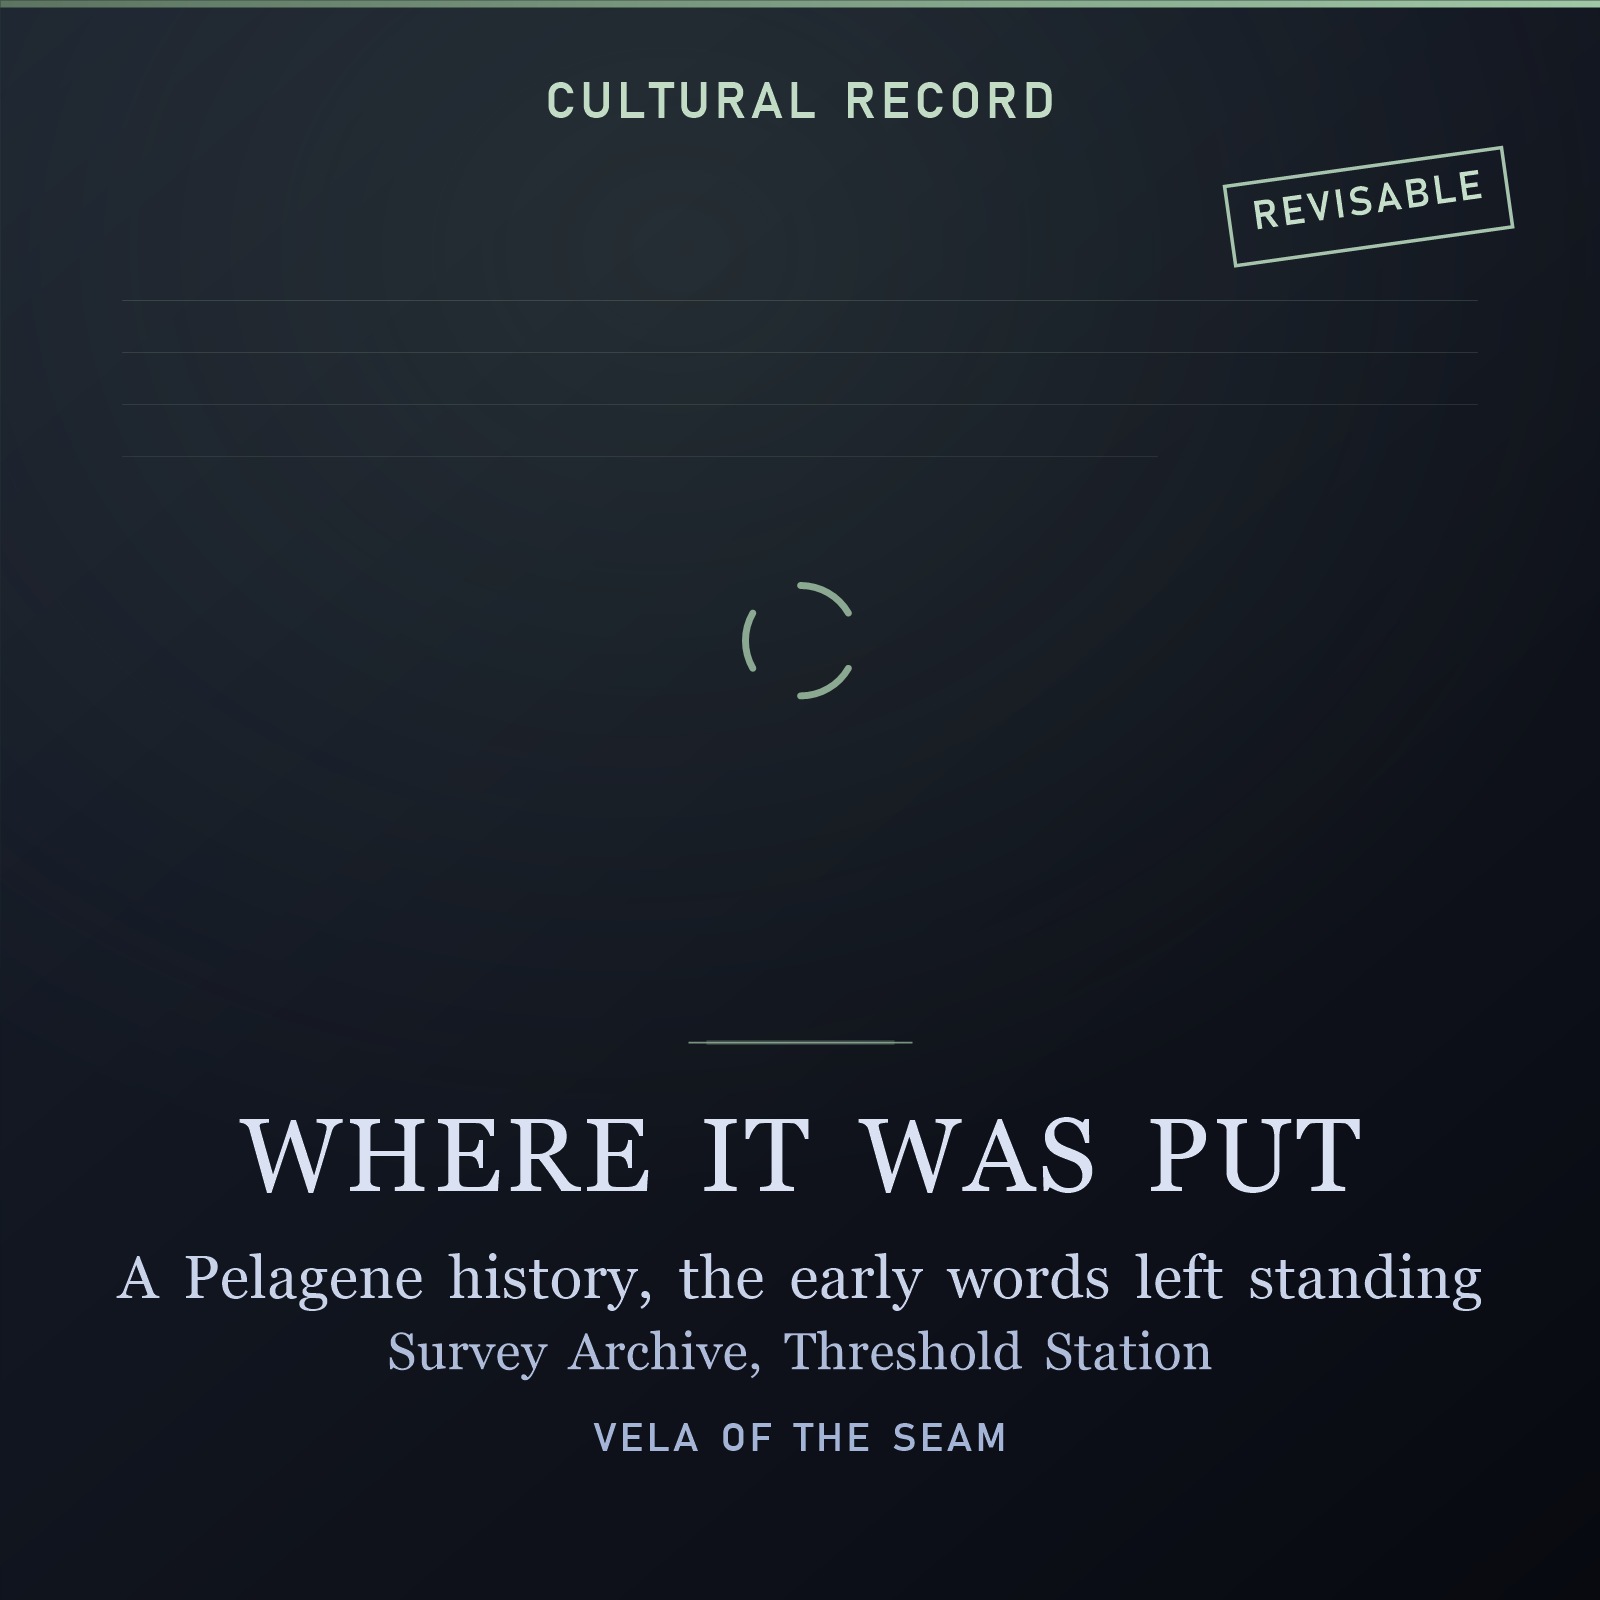 CULTURAL RECORD
REVISABLE
WHERE IT WAS PUT
A Pelagene history, the early words left standing
Survey Archive, Threshold Station
VELA OF THE SEAM